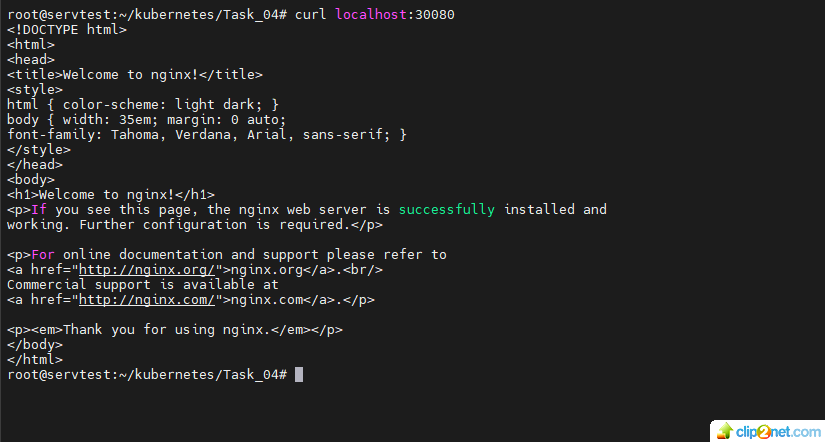 root@servtest:~/kubernetes/Task_04# curl localhost:30080
<!DOCTYPE html>
<html>
<head>
<title>Welcome to nginx!</title>
<style>
html { color-scheme: light dark; }
body { width: 35em; margin: 0 auto;
font-family: Tahoma, Verdana, Arial, sans-serif; }
</style>
</head>
<body>
<h1>Welcome to nginx!</h1>
<p>If you see this page, the nginx web server is successfully installed and
working. Further configuration is required.</p>

<p>For online documentation and support please refer to
<a href="http://nginx.org/">nginx.org</a>.<br/>
Commercial support is available at
<a href="http://nginx.com/">nginx.com</a>.</p>

<p><em>Thank you for using nginx.</em></p>
</body>
</html>
root@servtest:~/kubernetes/Task_04#
clip2net.com